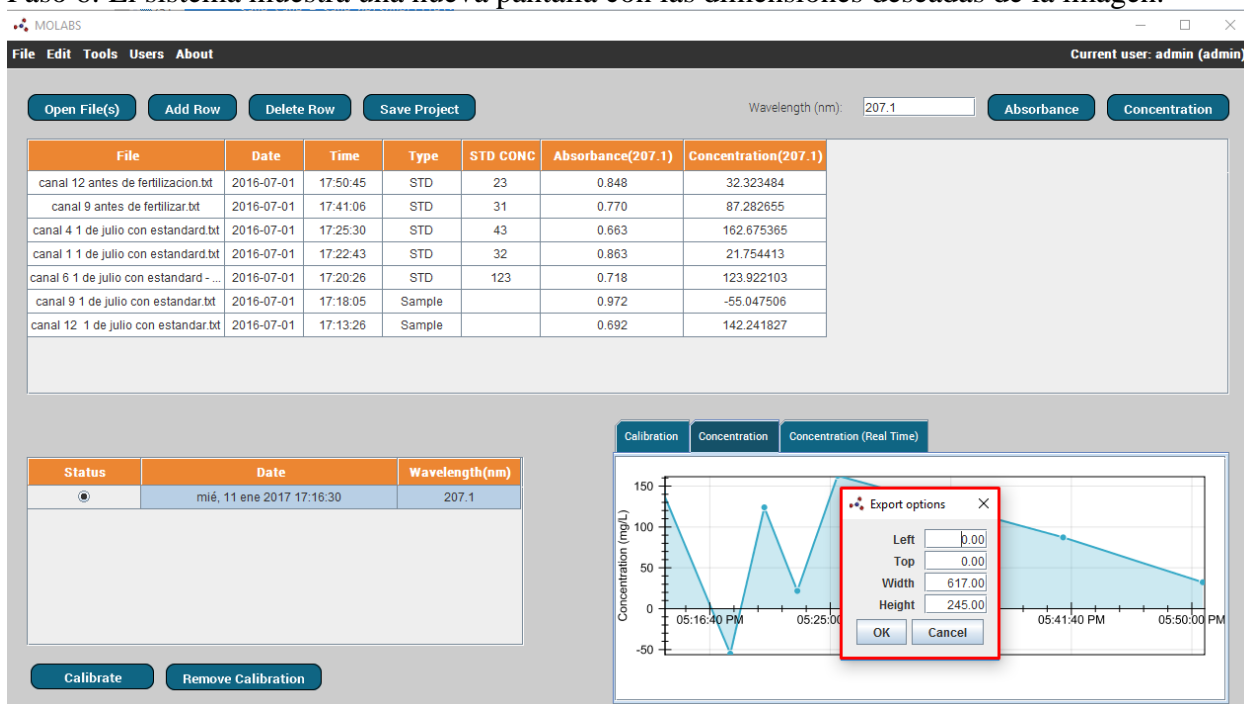 Paso 6. El sistema muestra una nueva pantalla con las dimensiones deseadas de la imagen.
MOLABS
File Edit Tools Users About Current user: admin (admin)
Open File(s) Add Row Delete Row Save Project Wavelength (nm): 207.1 Absorbance Concentration
File Date Time Type STD CONC Absorbance(207.1) Concentration(207.1)
canal 12 antes de fertilizacion.txt 2016-07-01 17:50:45 STD 23 0.848 32.323484
canal 9 antes de fertilizar.txt 2016-07-01 17:41:06 STD 31 0.770 87.282655
canal 4 1 de julio con estandard.txt 2016-07-01 17:25:30 STD 43 0.663 162.675365
canal 1 1 de julio con estandard.txt 2016-07-01 17:22:43 STD 32 0.863 21.754413
canal 6 1 de julio con estandard - ... 2016-07-01 17:20:26 STD 123 0.718 123.922103
canal 9 1 de julio con estandar.txt 2016-07-01 17:18:05 Sample 0.972 -55.047506
canal 12 1 de julio con estandar.txt 2016-07-01 17:13:26 Sample 0.692 142.241827
Status Date Wavelength(nm)
mié, 11 ene 2017 17:16:30 207.1
Calibrate Remove Calibration
Calibration Concentration Concentration (Real Time)
Concentration (mg/L)
150
100
50
0
-50
05:16:40 PM 05:25:00 05:41:40 PM 05:50:00 PM
Export options
Left 0.00
Top 0.00
Width 617.00
Height 245.00
OK Cancel